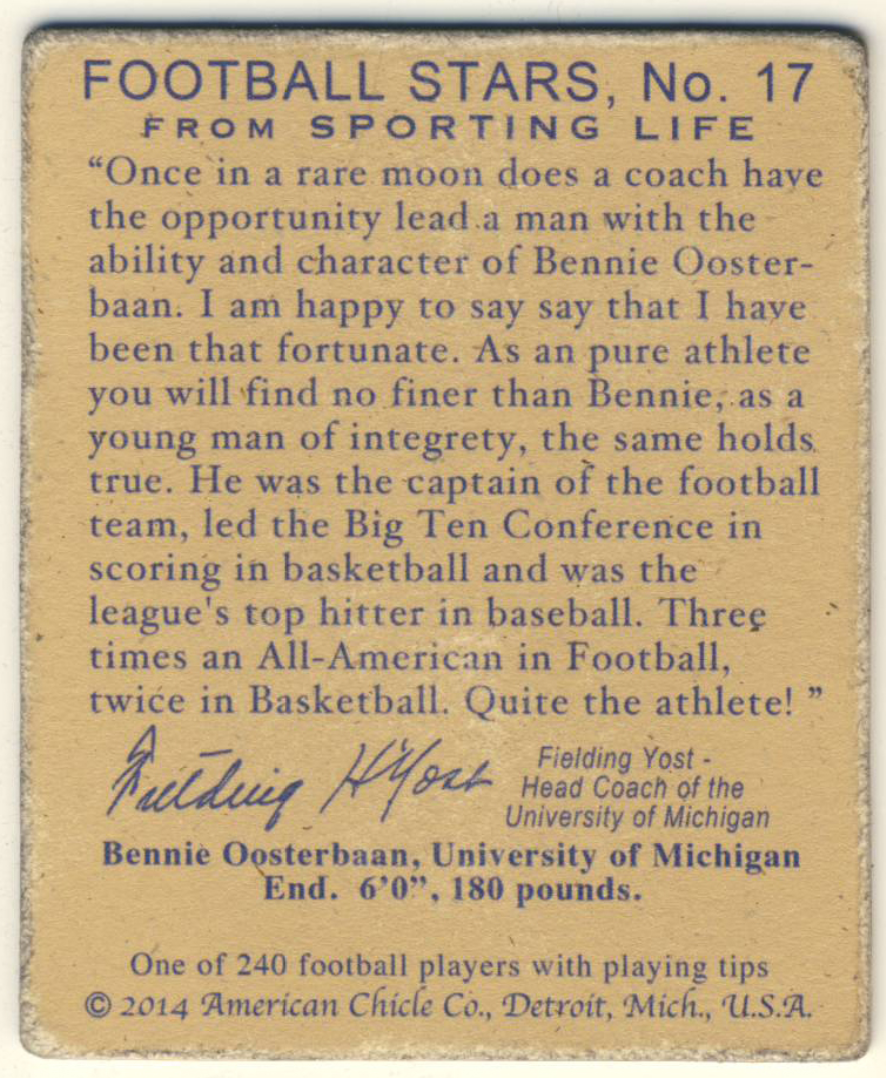 FOOTBALL STARS, No. 17
FROM SPORTING LIFE
“Once in a rare moon does a coach have
the opportunity lead a man with the
ability and character of Bennie Ooster-
baan. I am happy to say say that I have
been that fortunate. As an pure athlete
you will find no finer than Bennie, as a
young man of integrety, the same holds
true. He was the captain of the football
team, led the Big Ten Conference in
scoring in basketball and was the
league's top hitter in baseball. Three
times an All-American in Football,
twice in Basketball. Quite the athlete! ”
Fielding H Yost
Fielding Yost -
Head Coach of the
University of Michigan
Bennie Oosterbaan, University of Michigan
End. 6’0”, 180 pounds.
One of 240 football players with playing tips
© 2014 American Chicle Co., Detroit, Mich., U.S.A.